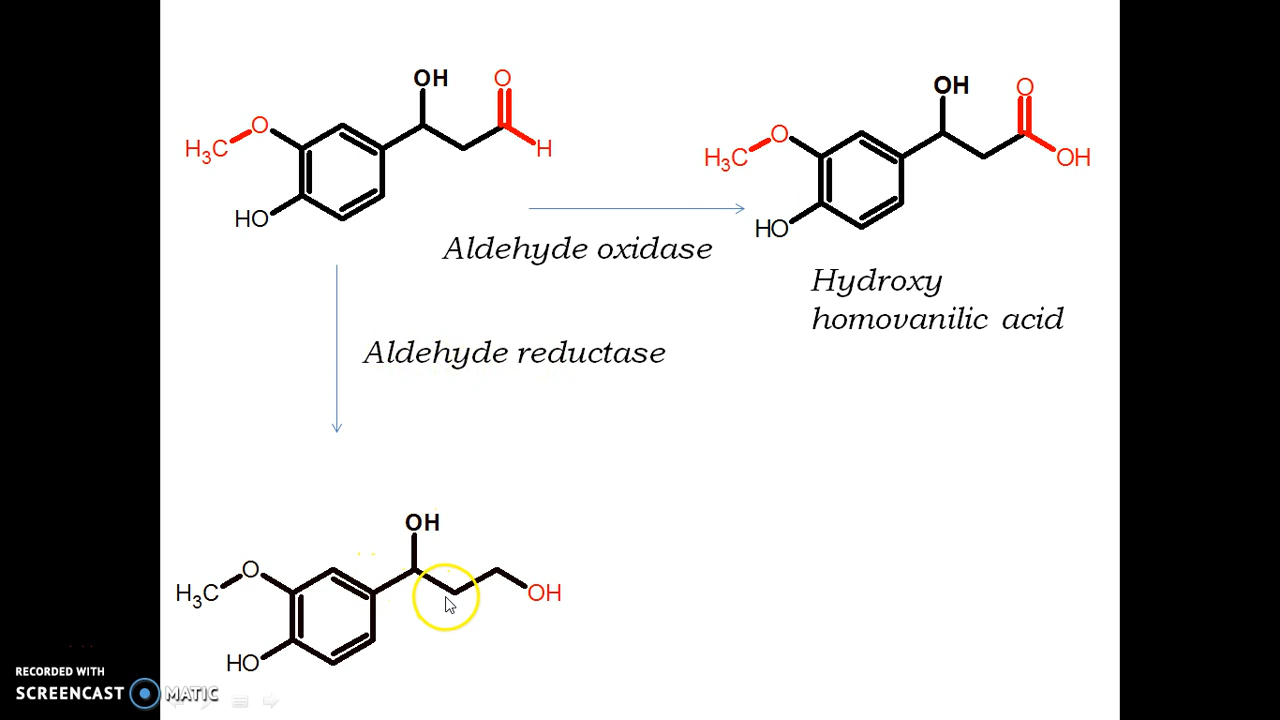 OH
O
O
H₃C
H
HO
Aldehyde oxidase
OH
O
O
H₃C
OH
HO
Hydroxy
homovanilic acid
Aldehyde reductase
OH
O
H₃C
OH
HO
RECORDED WITH
SCREENCAST MATIC